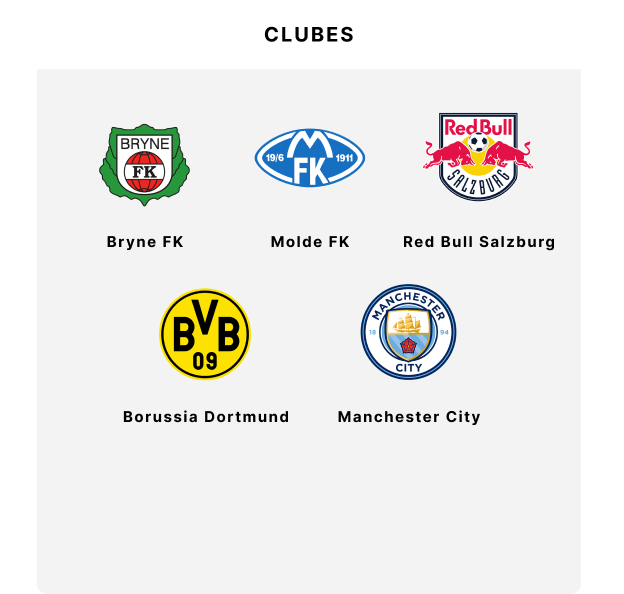 CLUBES
BRYNE
FK
19/6 1911
FK
Red Bull
SALZBURG
Bryne FK
Molde FK
Red Bull Salzburg
BVB
09
MANCHESTER
18 94
CITY
Borussia Dortmund
Manchester City